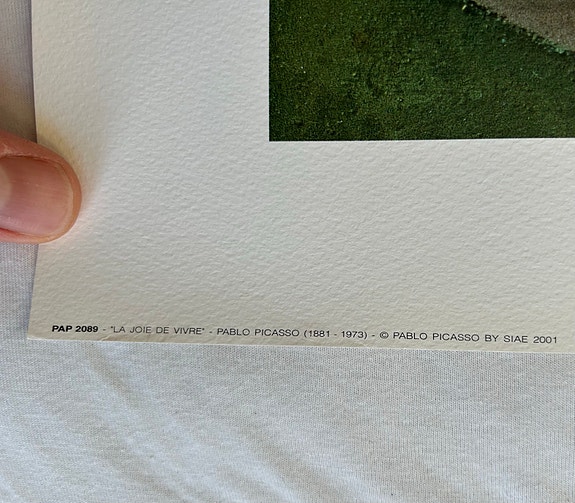 PAP 2089 - "LA JOIE DE VIVRE" - PABLO PICASSO (1881 - 1973) - © PABLO PICASSO BY SIAE 2001